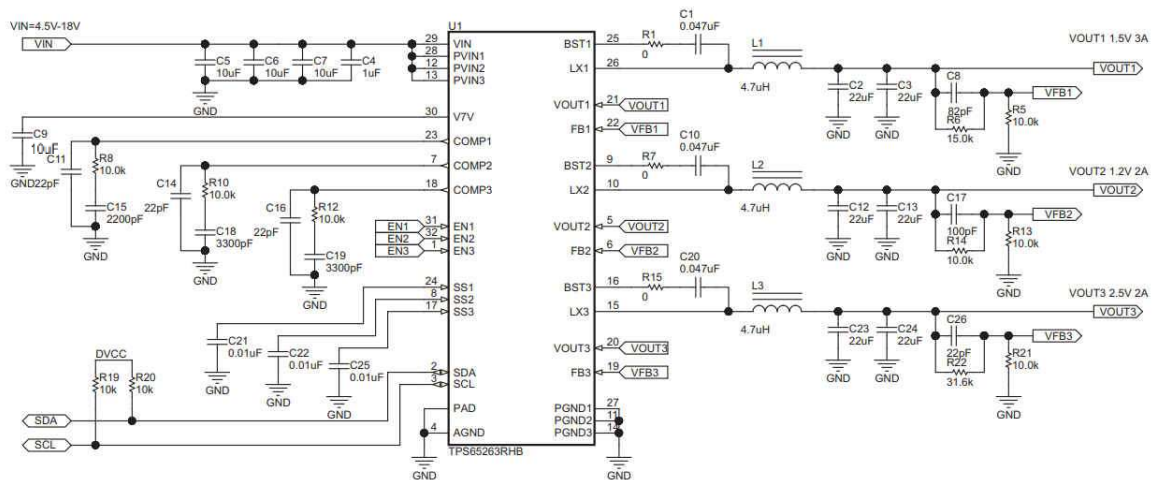 VIN=4.5V-18V
VIN
C5
10uF
C6
10uF
C7
10uF
C4
1uF
GND
C9
10uF
GND
C11
22pF
R8
10.0k
C15
2200pF
GND
C14
22pF
R10
10.0k
C18
3300pF
GND
C16
22pF
R12
10.0k
C19
3300pF
GND
EN1
EN2
EN3
C21
0.01uF
GND
C22
0.01uF
GND
C25
0.01uF
GND
DVCC
R19
10k
R20
10k
SDA
SCL
GND
U1
29 VIN
28 PVIN1
12 PVIN2
13 PVIN3
30 V7V
23 COMP1
7 COMP2
18 COMP3
31 EN1
32 EN2
1 EN3
24 SS1
8 SS2
17 SS3
2 SDA
3 SCL
PAD
4 AGND
TPS65263RHB
BST1 25
LX1 26
VOUT1 21 VOUT1
FB1 22 VFB1
BST2 9
LX2 10
VOUT2 5 VOUT2
FB2 6 VFB2
BST3 16
LX3 15
VOUT3 20 VOUT3
FB3 19 VFB3
PGND1 27
PGND2 11
PGND3 14
GND
R1
0
C1
0.047uF
L1
4.7uH
C2
22uF
GND
C3
22uF
GND
C8
82pF
R6
15.0k
R5
10.0k
GND
VOUT1 1.5V 3A
VOUT1
VFB1
R7
0
C10
0.047uF
L2
4.7uH
C12
22uF
GND
C13
22uF
GND
C17
100pF
R14
10.0k
R13
10.0k
GND
VOUT2 1.2V 2A
VOUT2
VFB2
R15
0
C20
0.047uF
L3
4.7uH
C23
22uF
GND
C24
22uF
GND
C26
22pF
R22
31.6k
R21
10.0k
GND
VOUT3 2.5V 2A
VOUT3
VFB3